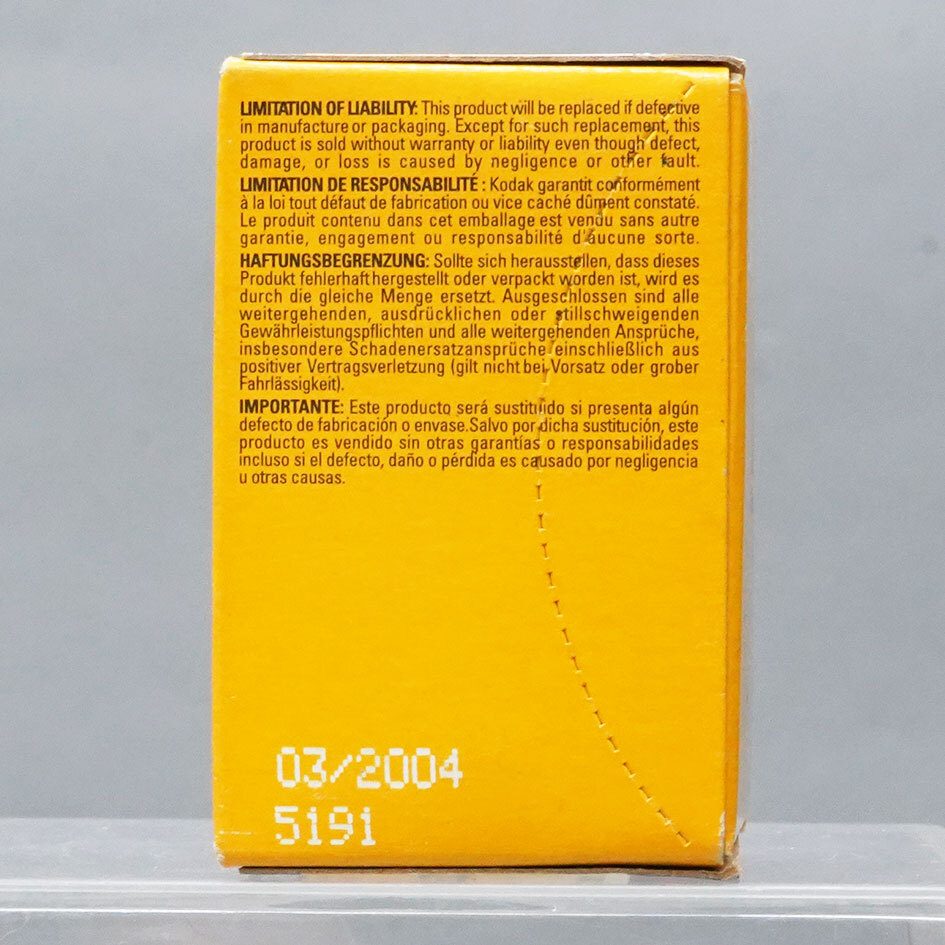 LIMITATION OF LIABILITY: This product will be replaced if defective
in manufacture or packaging. Except for such replacement, this
product is sold without warranty or liability even though defect,
damage, or loss is caused by negligence or other fault.
LIMITATION DE RESPONSABILITÉ : Kodak garantit conformément
à la loi tout défaut de fabrication ou vice caché dûment constaté.
Le produit contenu dans cet emballage est vendu sans autre
garantie, engagement ou responsabilité d'aucune sorte.
HAFTUNGSBEGRENZUNG: Sollte sich herausstellen, dass dieses
Produkt fehlerhaft hergestellt oder verpackt worden ist, wird es
durch die gleiche Menge ersetzt. Ausgeschlossen sind alle
weitergehenden, ausdrücklichen oder stillschweigenden
Gewährleistungspflichten und alle weitergehenden Ansprüche,
insbesondere Schadenersatzansprüche einschließlich aus
positiver Vertragsverletzung (gilt nicht bei Vorsatz oder grober
Fahrlässigkeit).
IMPORTANTE: Este producto será sustituido si presenta algún
defecto de fabricación o envase.Salvo por dicha sustitución, este
producto es vendido sin otras garantías o responsabilidades
incluso si el defecto, daño o pérdida es causado por negligencia
u otras causas.
03/2004
5191